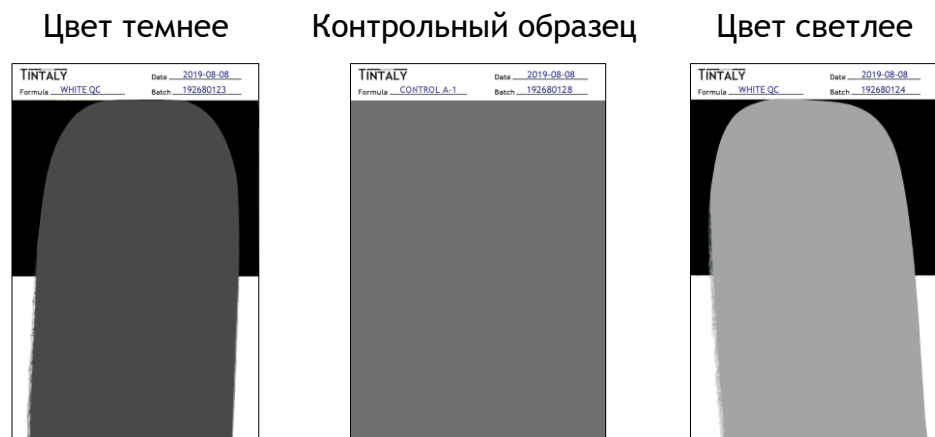 Цвет темнее
Контрольный образец
Цвет светлее
TINTALY
Date 2019-08-08
Formula WHITE QC
Batch 192680123
TINTALY
Date 2019-08-08
Formula CONTROL A-1
Batch 192680128
TINTALY
Date 2019-08-08
Formula WHITE QC
Batch 192680124